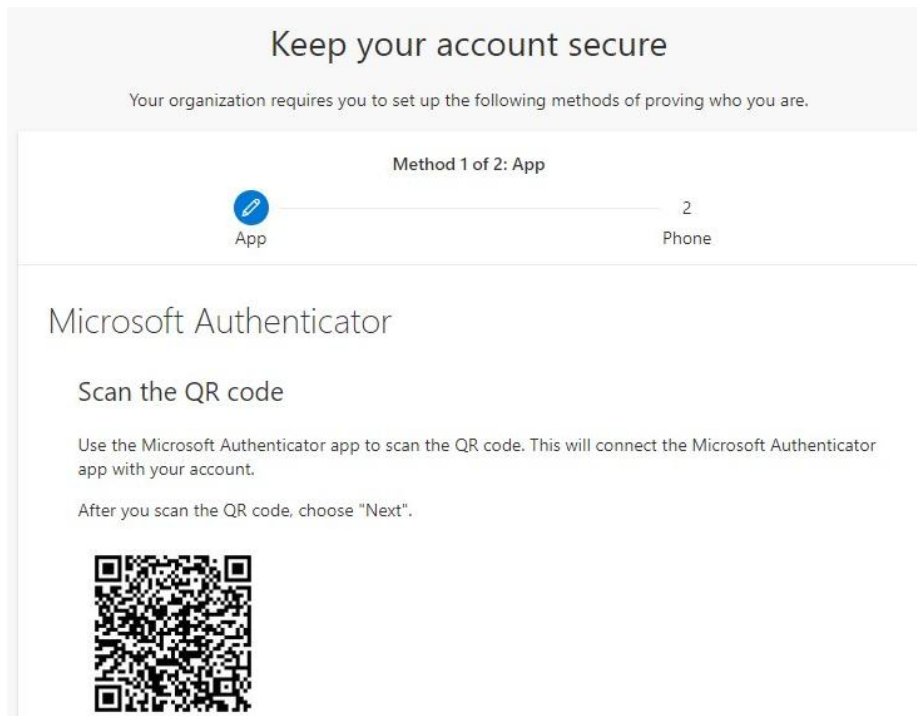 Keep your account secure
Your organization requires you to set up the following methods of proving who you are.
Method 1 of 2: App
2
App
Phone
Microsoft Authenticator
Scan the QR code
Use the Microsoft Authenticator app to scan the QR code. This will connect the Microsoft Authenticator
app with your account.
After you scan the QR code, choose "Next".